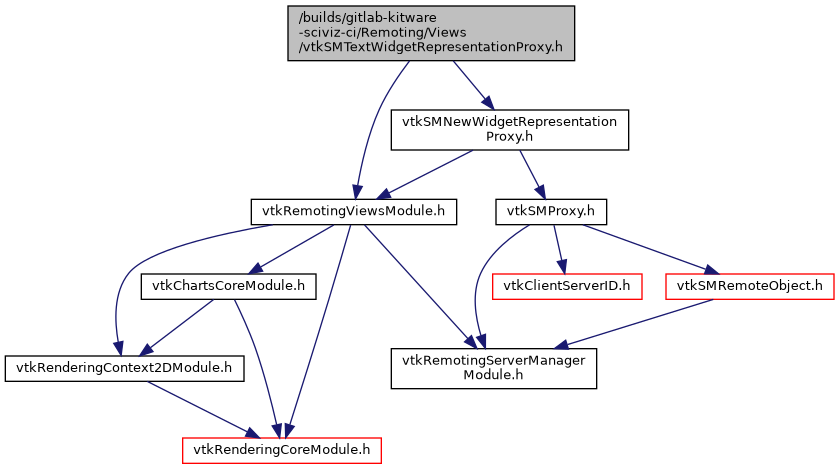 /builds/gitlab-kitware
-sciviz-ci/Remoting/Views
/vtkSMTextWidgetRepresentationProxy.h
vtkSMNewWidgetRepresentation
Proxy.h
vtkRemotingViewsModule.h
vtkSMProxy.h
vtkChartsCoreModule.h
vtkClientServerID.h
vtkSMRemoteObject.h
vtkRenderingContext2DModule.h
vtkRemotingServerManager
Module.h
vtkRenderingCoreModule.h